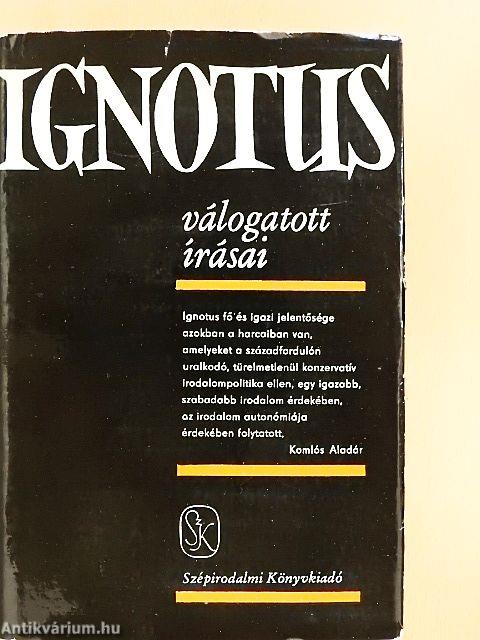 IGNOTUS
válogatott
írásai
Ignotus fő és igazi jelentősége
azokban a harcaiban van,
amelyeket a századfordulón
uralkodó, türelmetlenül konzervatív
irodalompolitika ellen, egy igazabb,
szabadabb irodalom érdekében,
az irodalom autonómiája
érdekében folytatott.
Komlós Aladár
SzK
Szépirodalmi Könyvkiadó
Antikvárium.hu